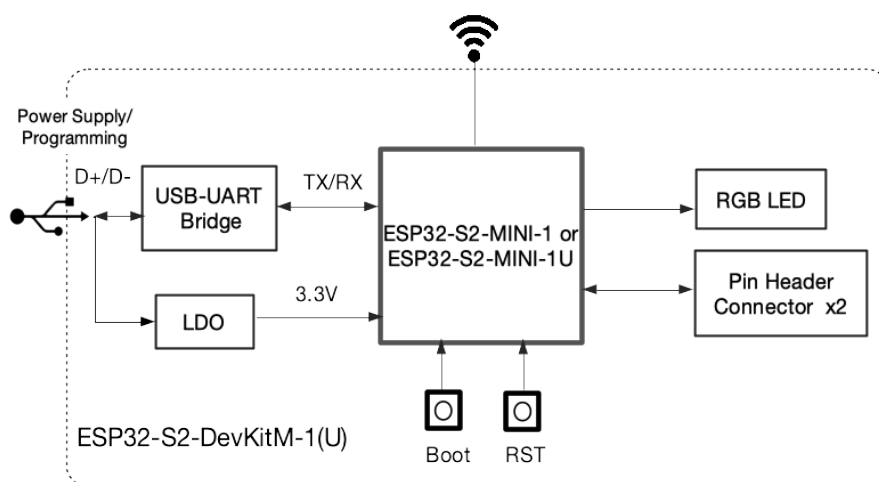 Power Supply/
Programming
D+/D-
USB-UART
Bridge
TX/RX
ESP32-S2-MINI-1 or
ESP32-S2-MINI-1U
RGB LED
Pin Header
Connector x2
LDO
3.3V
ESP32-S2-DevKitM-1(U)
Boot
RST